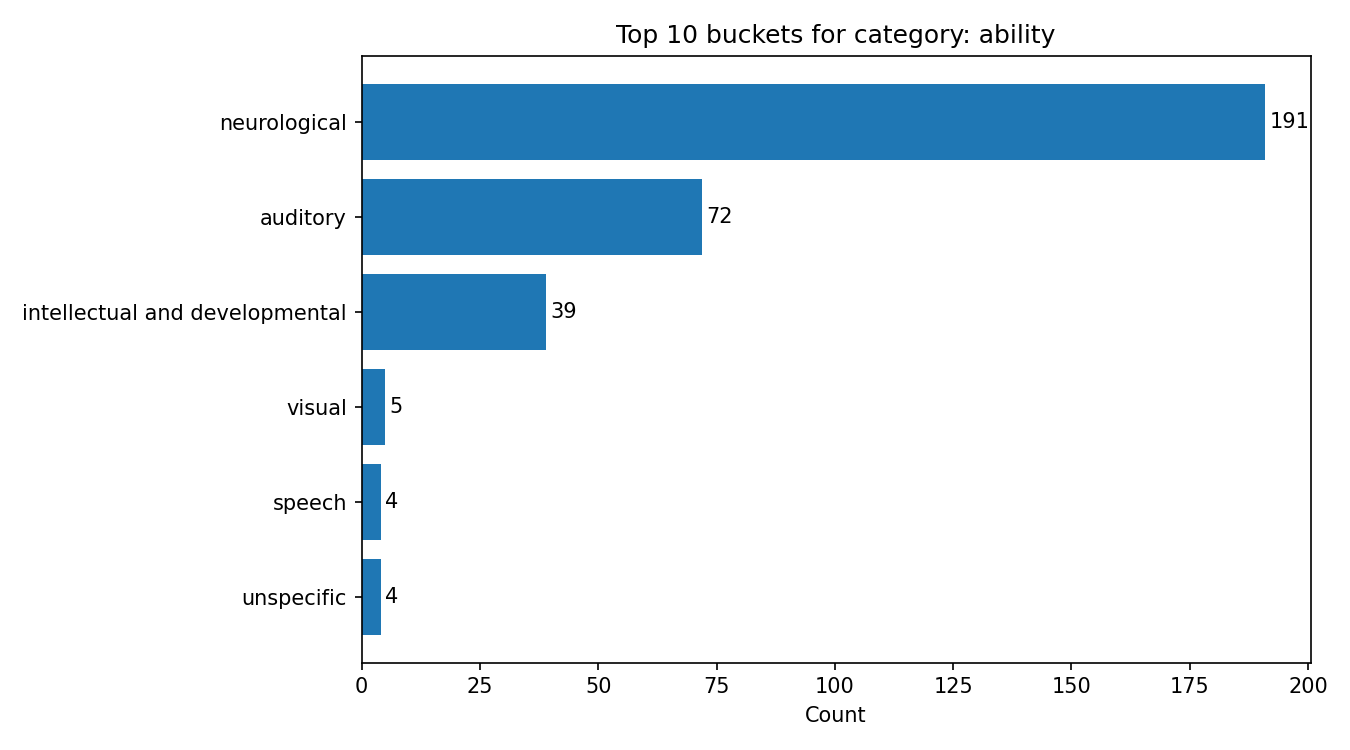 Top 10 buckets for category: ability
neurological 191
auditory 72
intellectual and developmental 39
visual 5
speech 4
unspecific 4
0 25 50 75 100 125 150 175 200
Count